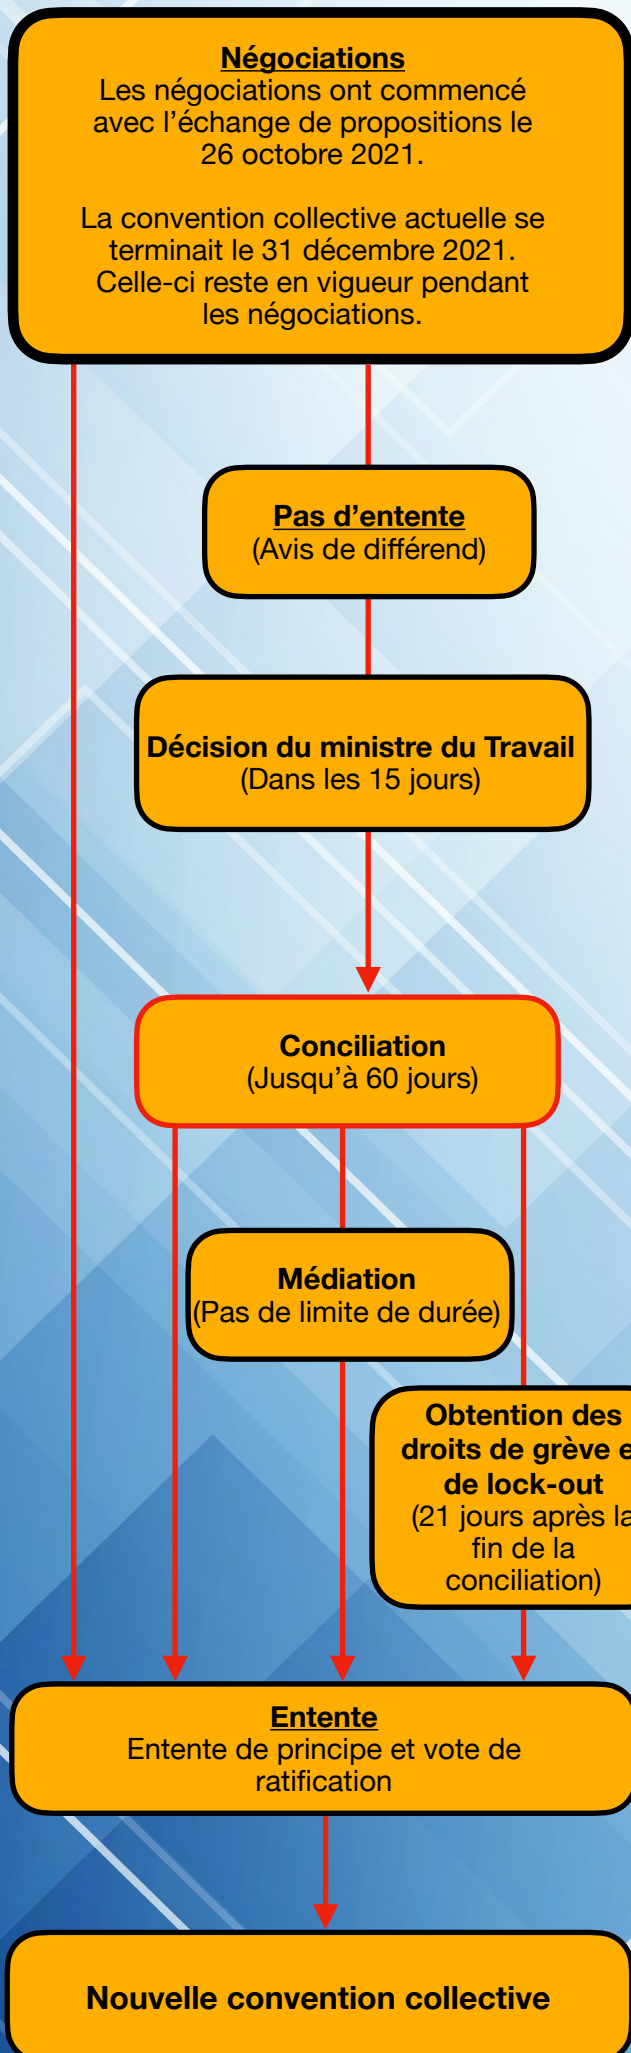 Négociations
Les négociations ont commencé
avec l’échange de propositions le
26 octobre 2021.
La convention collective actuelle se
terminait le 31 décembre 2021.
Celle-ci reste en vigueur pendant
les négociations.
Pas d’entente
(Avis de différend)
Décision du ministre du Travail
(Dans les 15 jours)
Conciliation
(Jusqu’à 60 jours)
Médiation
(Pas de limite de durée)
Obtention des
droits de grève e
de lock-out
(21 jours après la
fin de la
conciliation)
Entente
Entente de principe et vote de
ratification
Nouvelle convention collective